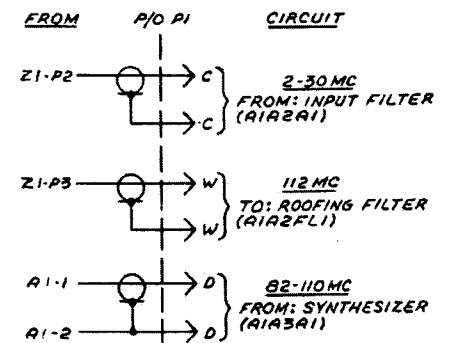 FROM P/O P1 CIRCUIT
Z1-P2 C 2-30 MC
FROM: INPUT FILTER
C (A1A2A1)
Z1-P3 W 112 MC
TO: ROOFING FILTER
W (A1A2FL1)
A1-1 D 82-110 MC
FROM: SYNTHESIZER
A1-2 D (A1A3A1)